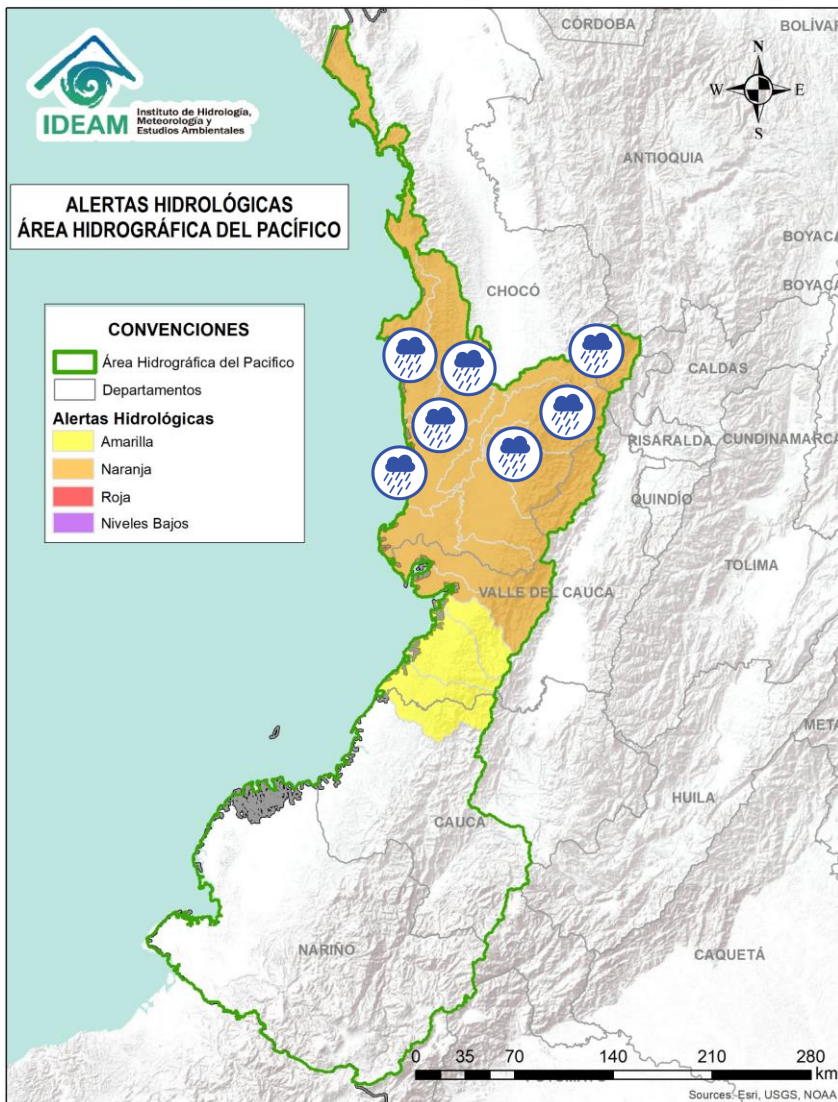 CÓRDOBA
BOLÍVAR
IDEAM
Instituto de Hidrología,
Meteorología y
Estudios Ambientales
N
W
E
S
ANTIOQUIA
ALERTAS HIDROLÓGICAS
ÁREA HIDROGRÁFICA DEL PACÍFICO
BOYACÁ
BOYACÁ
CHOCÓ
CONVENCIONES
Área Hidrográfica del Pacifico
Departamentos
Alertas Hidrológicas
Amarilla
Naranja
Roja
Niveles Bajos
CALDAS
RISARALDA
CUNDINAMARCA
QUINDÍO
TOLIMA
VALLE DEL CAUCA
META
HUILA
CAUCA
NARIÑO
CAQUETÁ
0 35 70 140 210 280
km
Sources: Esri, USGS, NOAA